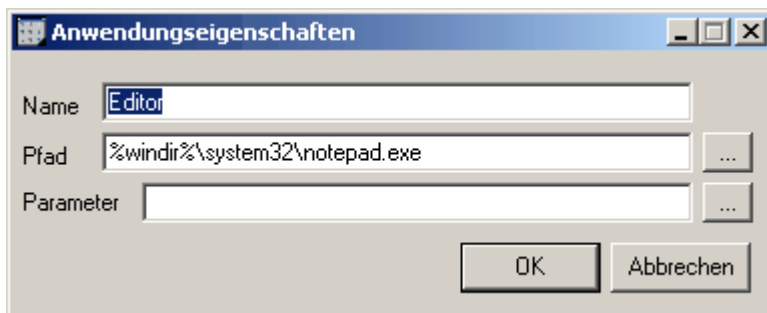 Anwendungseigenschaften
Name Editor
Pfad %windir%\system32\notepad.exe ...
Parameter ...
OK Abbrechen